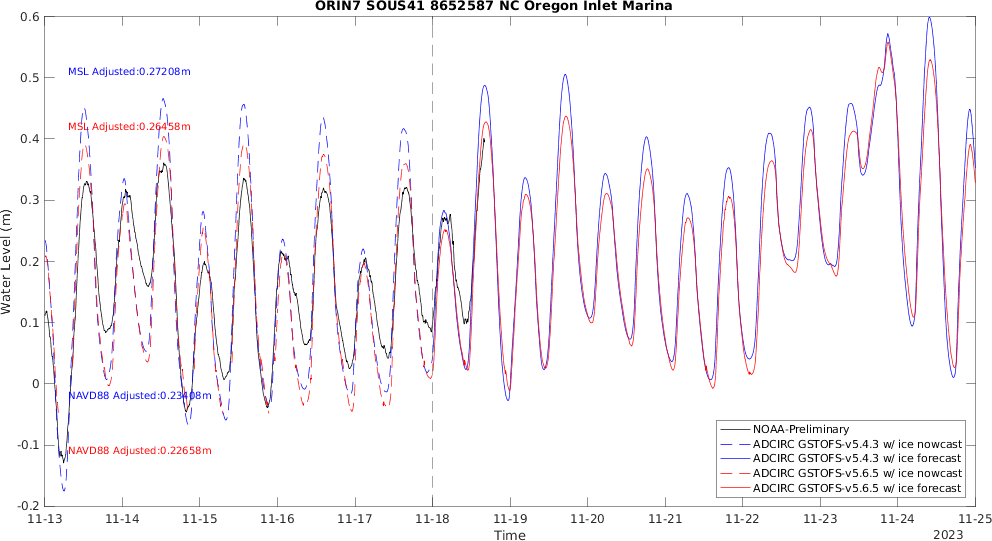 ORIN7 SOUS41 8652587 NC Oregon Inlet Marina
Water Level (m)
0.6
0.5
0.4
0.3
0.2
0.1
0
-0.1
-0.2
MSL Adjusted:0.27208m
MSL Adjusted:0.26458m
NAVD88 Adjusted:0.23408m
NAVD88 Adjusted:0.22658m
NOAA-Preliminary
ADCIRC GSTOFS-v5.4.3 w/ ice nowcast
ADCIRC GSTOFS-v5.4.3 w/ ice forecast
ADCIRC GSTOFS-v5.6.5 w/ ice nowcast
ADCIRC GSTOFS-v5.6.5 w/ ice forecast
11-13 11-14 11-15 11-16 11-17 11-18 11-19 11-20 11-21 11-22 11-23 11-24 11-25
Time
2023